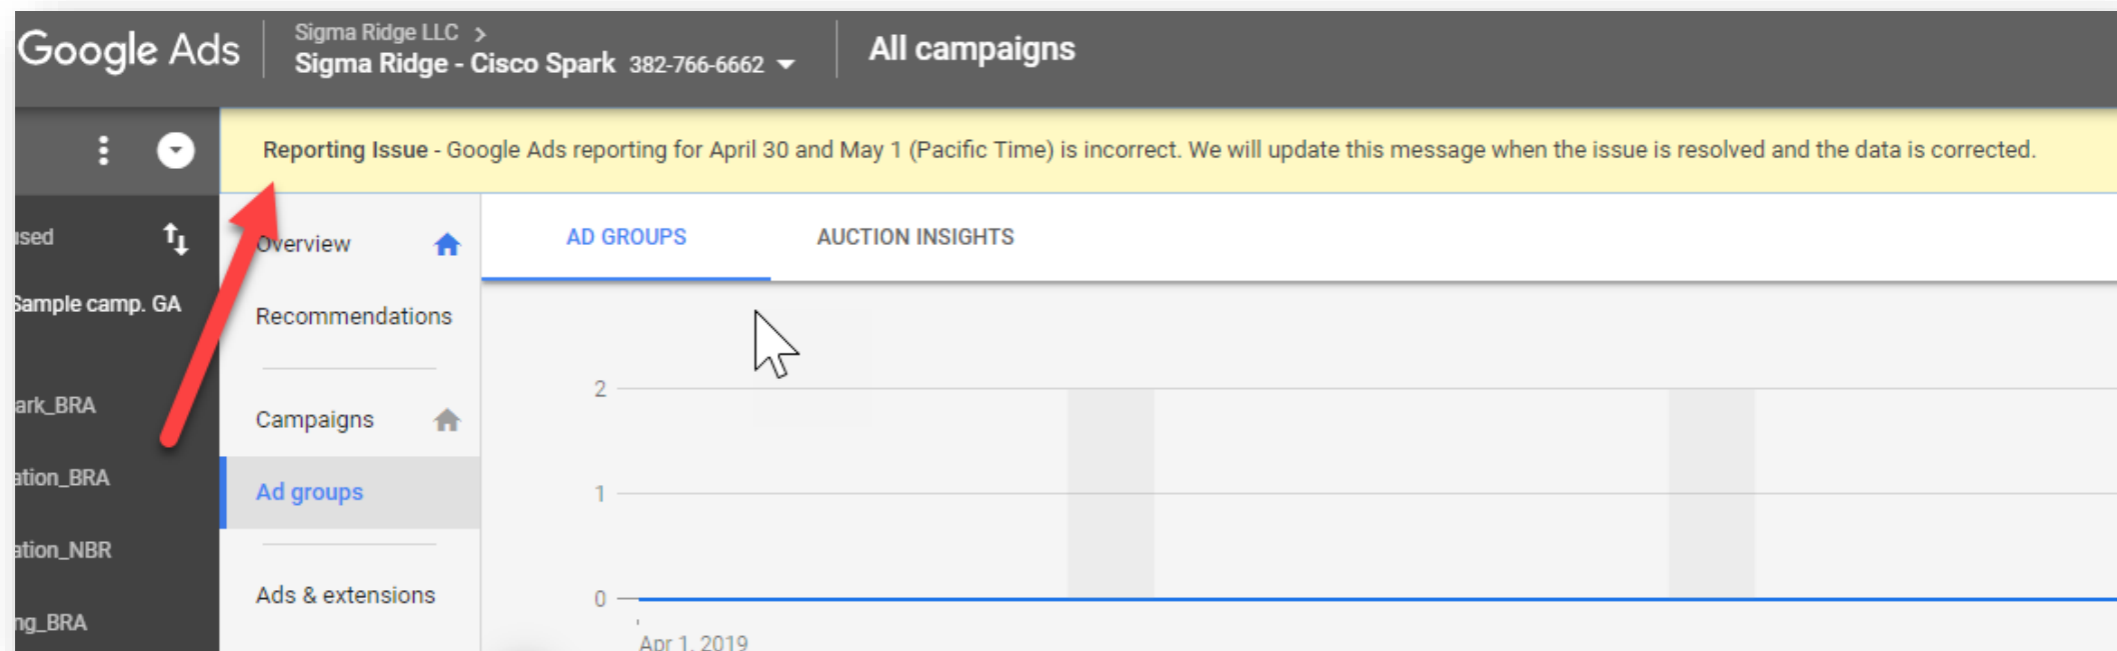 Google Ads
Sigma Ridge LLC >
Sigma Ridge - Cisco Spark 382-766-6662
All campaigns
Reporting Issue - Google Ads reporting for April 30 and May 1 (Pacific Time) is incorrect. We will update this message when the issue is resolved and the data is corrected.
used
Sample camp. GA
ark_BRA
ation_BRA
ation_NBR
ng_BRA
Overview
Recommendations
Campaigns
Ad groups
Ads & extensions
AD GROUPS
AUCTION INSIGHTS
2
1
0
Apr 1, 2019